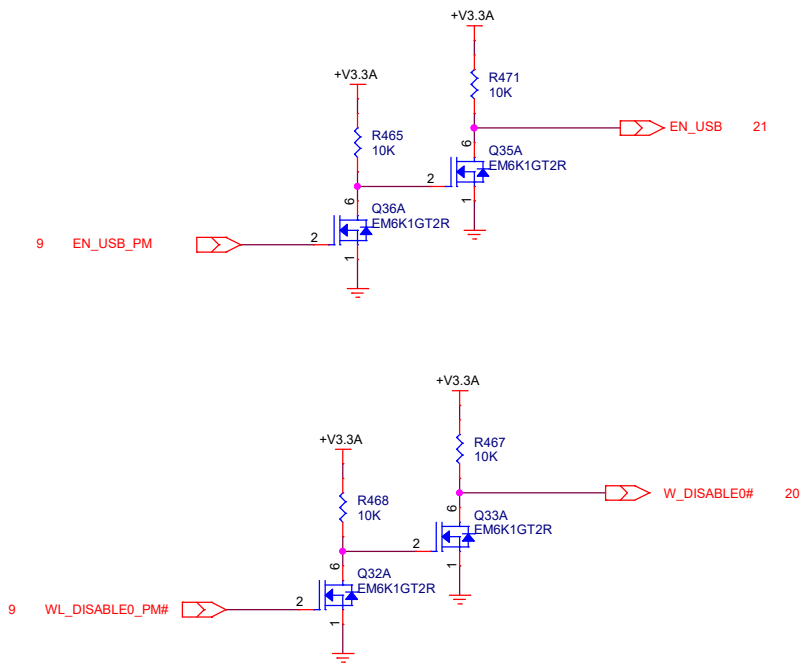 +V3.3A
R471
10K
+V3.3A
R465
10K
EN_USB 21
6
Q35A
EM6K1GT2R
2
1
6
Q36A
EM6K1GT2R
9 EN_USB_PM
2
1
+V3.3A
R467
10K
+V3.3A
R468
10K
W_DISABLE0# 20
6
Q33A
EM6K1GT2R
2
1
6
Q32A
EM6K1GT2R
9 WL_DISABLE0_PM#
2
1